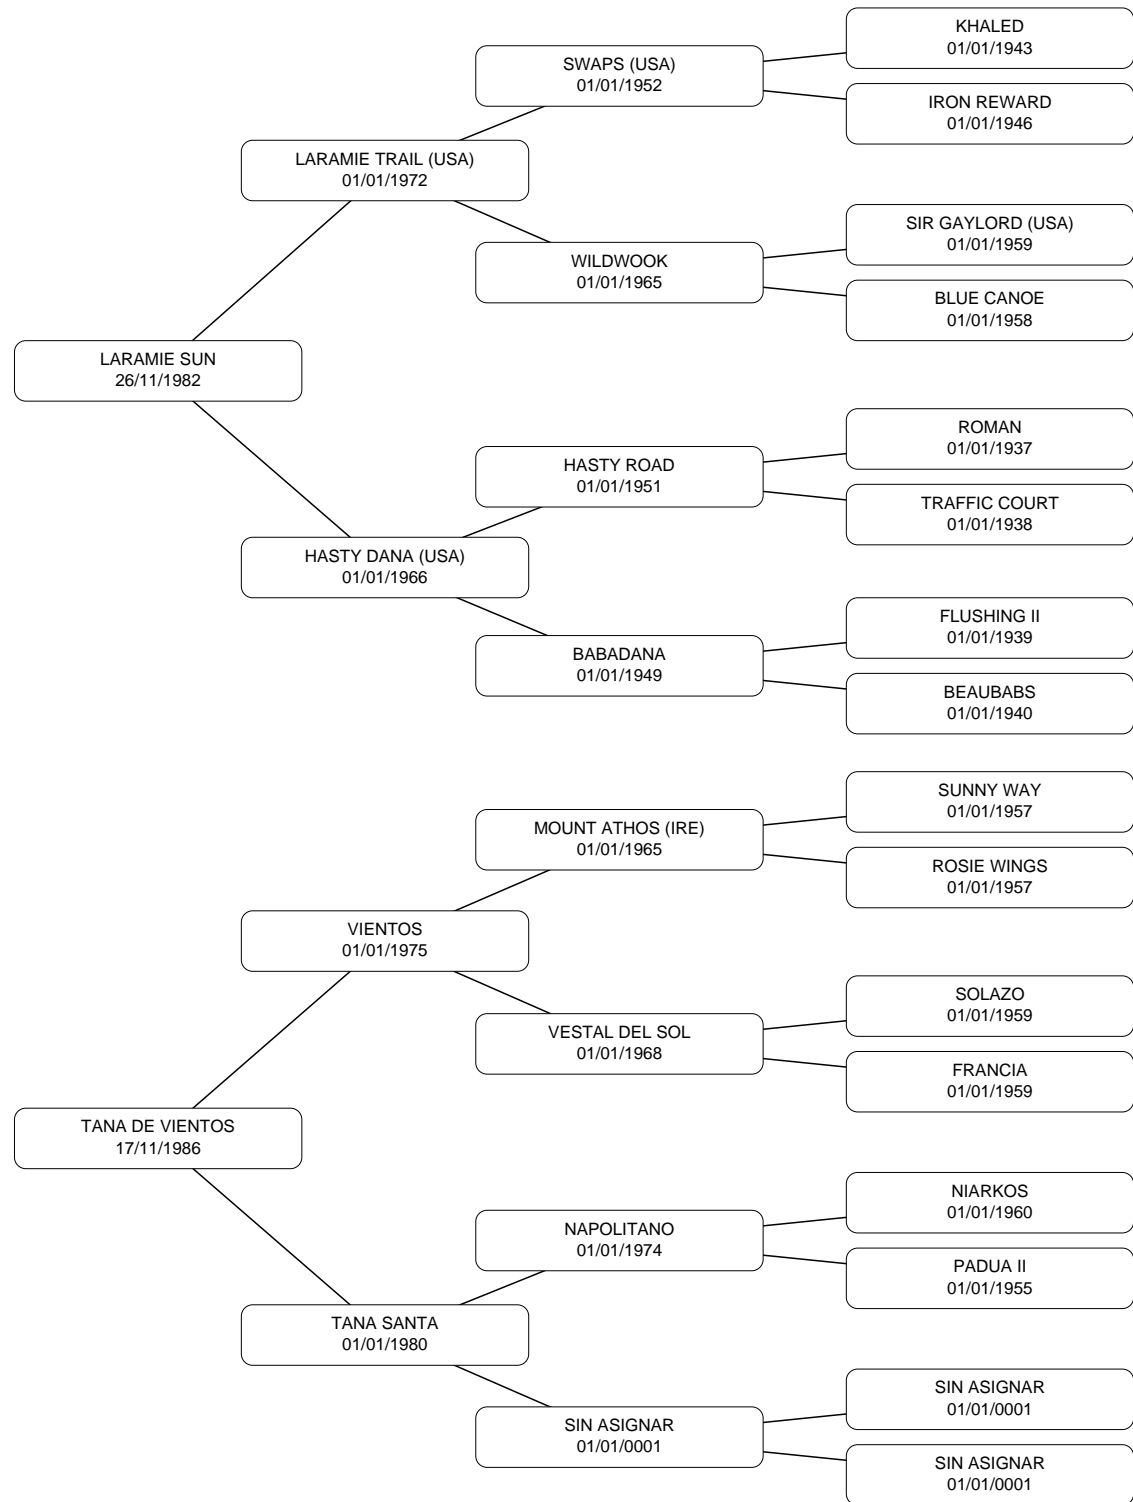 KHALED
01/01/1943
SWAPS (USA)
01/01/1952
IRON REWARD
01/01/1946
LARAMIE TRAIL (USA)
01/01/1972
SIR GAYLORD (USA)
01/01/1959
WILDWOOK
01/01/1965
BLUE CANOE
01/01/1958
LARAMIE SUN
26/11/1982
ROMAN
01/01/1937
HASTY ROAD
01/01/1951
TRAFFIC COURT
01/01/1938
HASTY DANA (USA)
01/01/1966
FLUSHING II
01/01/1939
BABADANA
01/01/1949
BEAUBABS
01/01/1940
SUNNY WAY
01/01/1957
MOUNT ATHOS (IRE)
01/01/1965
ROSIE WINGS
01/01/1957
VIENTOS
01/01/1975
SOLAZO
01/01/1959
VESTAL DEL SOL
01/01/1968
FRANCIA
01/01/1959
TANA DE VIENTOS
17/11/1986
NIARKOS
01/01/1960
NAPOLITANO
01/01/1974
PADUA II
01/01/1955
TANA SANTA
01/01/1980
SIN ASIGNAR
01/01/0001
SIN ASIGNAR
01/01/0001
SIN ASIGNAR
01/01/0001